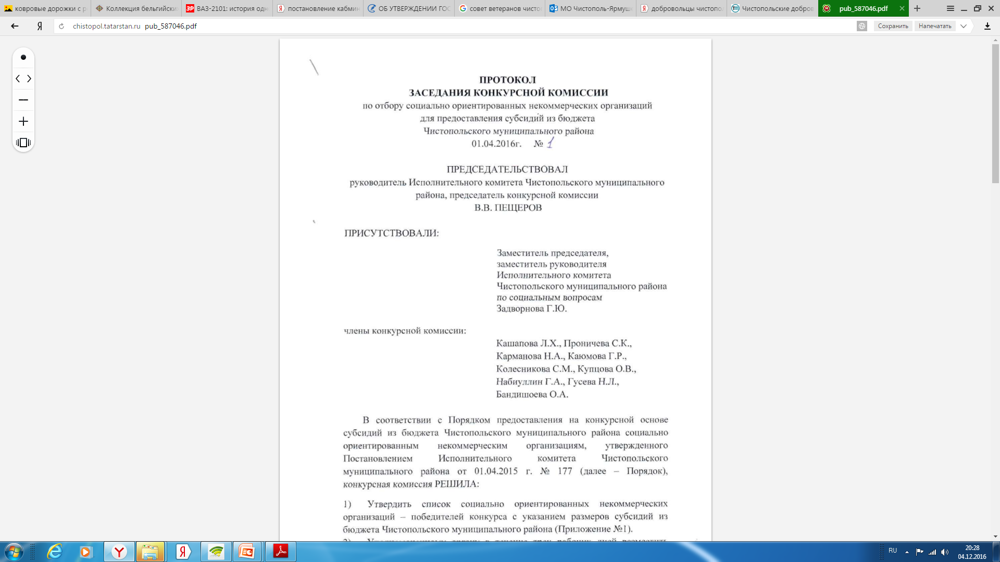 ковровые дорожки с р
Коллекция бельгийски
ВАЗ-2101: история одн
постановление кабмин
ОБ УТВЕРЖДЕНИИ ГОС
совет ветеранов чисто
МО Чистополь-Ярмуш
добровольцы чистопо
Чистопольские добров
pub_587046.pdf
chistopol.tatarstan.ru pub_587046.pdf
Сохранить
Напечатать
ПРОТОКОЛ
ЗАСЕДАНИЯ КОНКУРСНОЙ КОМИССИИ
по отбору социально ориентированных некоммерческих организаций
для предоставления субсидий из бюджета
Чистопольского муниципального района
01.04.2016г. № 1
ПРЕДСЕДАТЕЛЬСТВОВАЛ
руководитель Исполнительного комитета Чистопольского муниципального
района, председатель конкурсной комиссии
В.В. ПЕЩЕРОВ
ПРИСУТСТВОВАЛИ:
Заместитель председателя,
заместитель руководителя
Исполнительного комитета
Чистопольского муниципального района
по социальным вопросам
Задворнова Г.Ю.
члены конкурсной комиссии:
Кашапова Л.Х., Проничева С.К.,
Карманова Н.А., Каюмова Г.Р.,
Колесникова С.М., Купцова О.В.,
Набиуллин Г.А., Гусева Н.Л.,
Бандишоева О.А.
В соответствии с Порядком предоставления на конкурсной основе
субсидий из бюджета Чистопольского муниципального района социально
ориентированным некоммерческим организациям, утвержденного
Постановлением Исполнительного комитета Чистопольского
муниципального района от 01.04.2015 г. № 177 (далее – Порядок),
конкурсная комиссия РЕШИЛА:
1) Утвердить список социально ориентированных некоммерческих
организаций – победителей конкурса с указанием размеров субсидий из
бюджета Чистопольского муниципального района (Приложение №1).
RU
20:28
04.12.2016